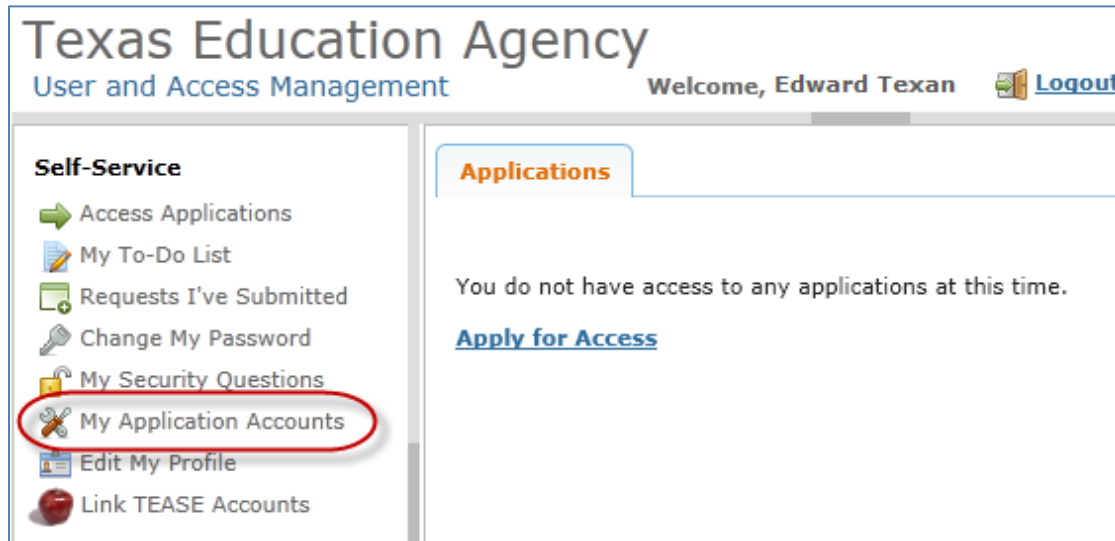 Texas Education Agency
User and Access Management
Welcome, Edward Texan
Logout
Self-Service
Access Applications
My To-Do List
Requests I've Submitted
Change My Password
My Security Questions
My Application Accounts
Edit My Profile
Link TEASE Accounts
Applications
You do not have access to any applications at this time.
Apply for Access